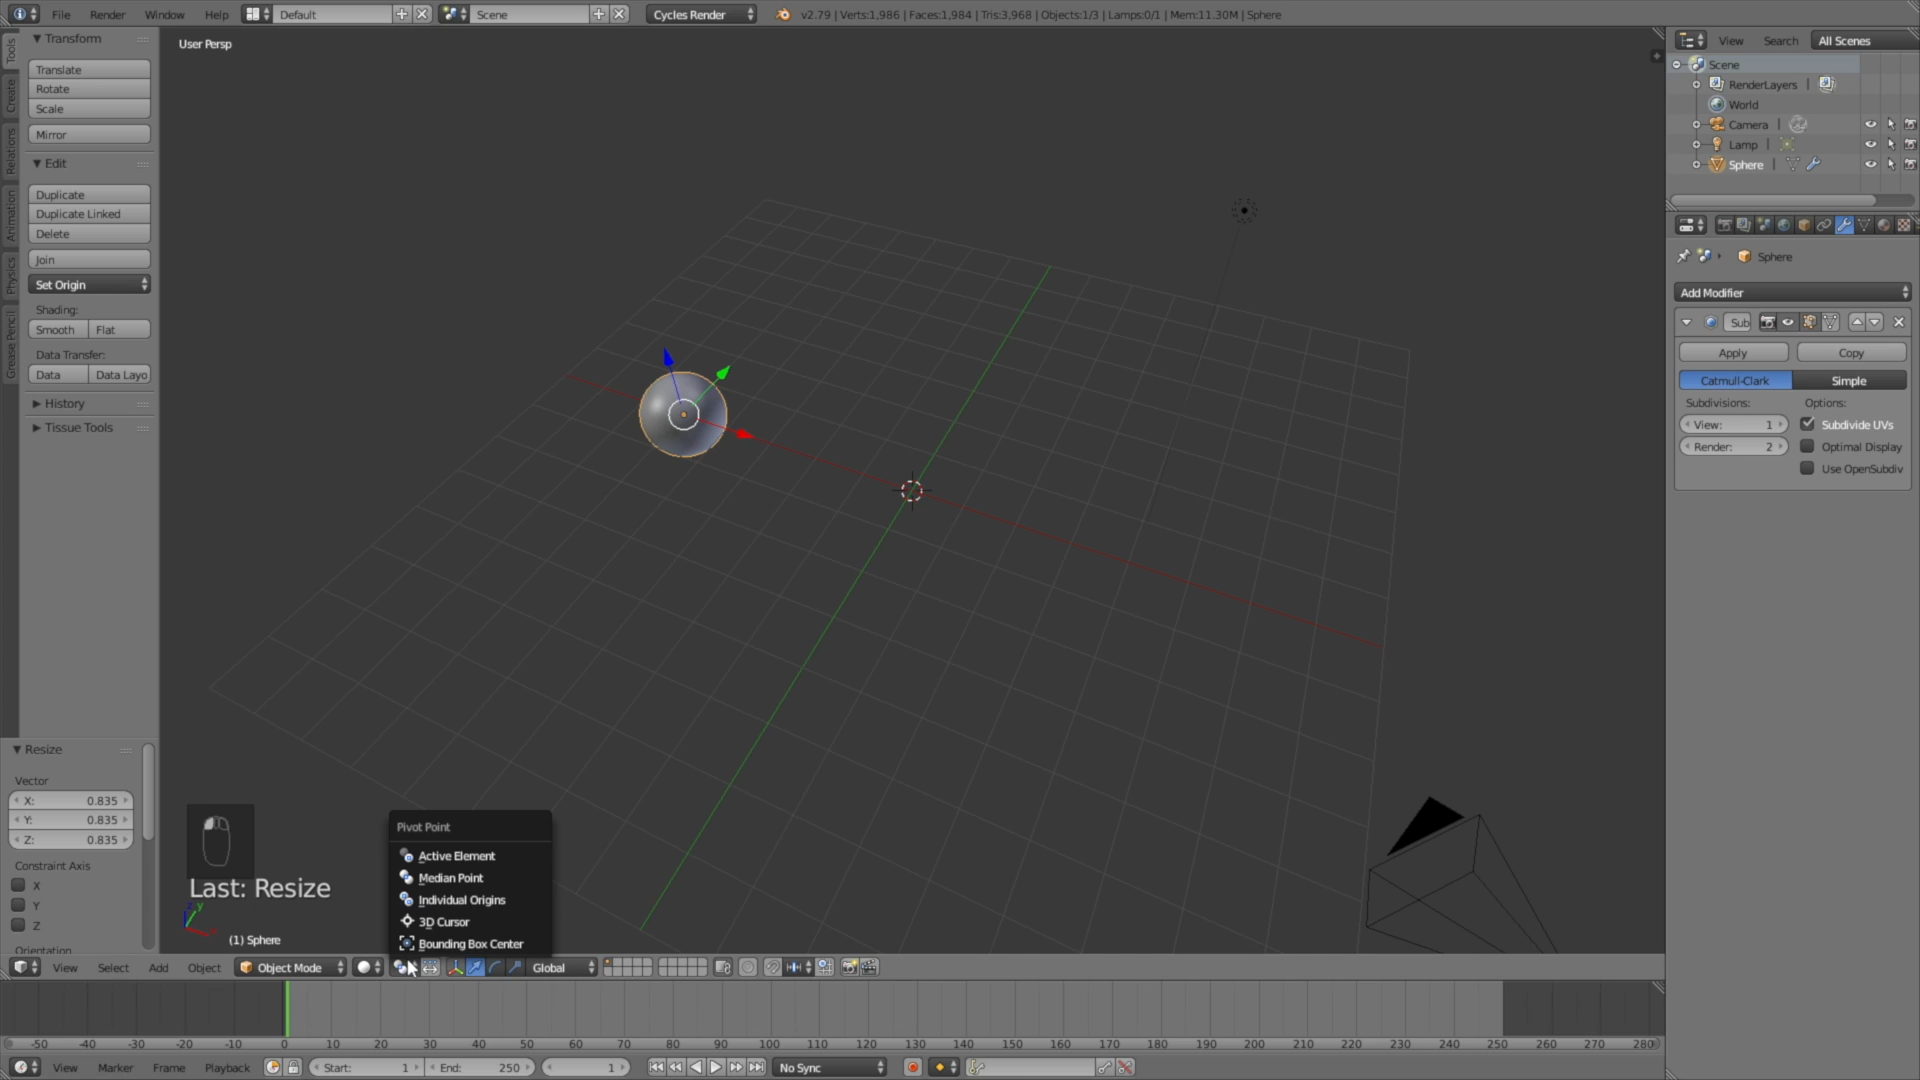 File Render Window Help Default Scene Cycles Render v2.79 | Verts:1,986 | Faces:1,984 | Tris:3,968 | Objects:1/3 | Lamps:0/1 | Mem:11.30M | Sphere
Tools
Create
Relations
Animation
Physics
Grease Pencil
Transform
Translate
Rotate
Scale
Mirror
Edit
Duplicate
Duplicate Linked
Delete
Join
Set Origin
Shading:
Smooth Flat
Data Transfer:
Data Data Layo
History
Tissue Tools
Resize
Vector
X: 0.835
Y: 0.835
Z: 0.835
Constraint Axis
X
Y
Z
Orientation
User Persp
Last: Resize
z y
(1) Sphere
Pivot Point
Active Element
Median Point
Individual Origins
3D Cursor
Bounding Box Center
View Select Add Object Object Mode Global
-50 -40 -30 -20 -10 0 10 20 30 40 50 60 70 80 90 100 110 120 130 140 150 160 170 180 190 200 210 220 230 240 250 260 270 280
View Marker Frame Playback Start: 1 End: 250 1 No Sync
View Search All Scenes
Scene
RenderLayers |
World
Camera |
Lamp |
Sphere |
Sphere
Add Modifier
Sub
Apply Copy
Catmull-Clark Simple
Subdivisions: Options:
View: 1 Subdivide UVs
Render: 2 Optimal Display
Use OpenSubdiv